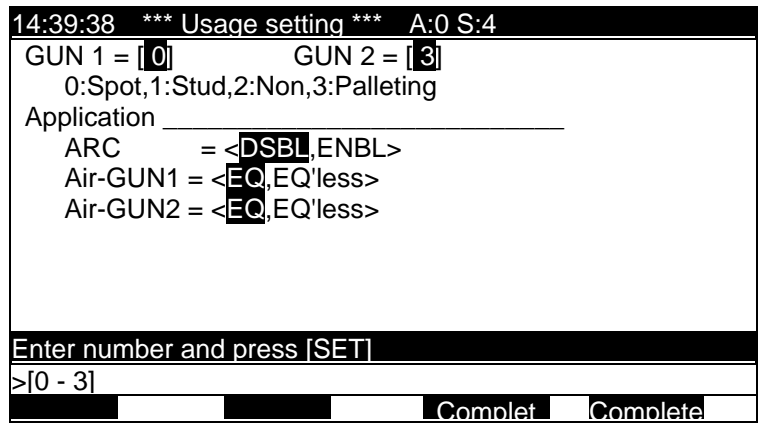 14:39:38 *** Usage setting *** A:0 S:4
GUN 1 = [ 0] GUN 2 = [ 3]
0:Spot,1:Stud,2:Non,3:Palleting
Application ___________________________
ARC = <DSBL,ENBL>
Air-GUN1 = <EQ,EQ'less>
Air-GUN2 = <EQ,EQ'less>
Enter number and press [SET]
>[0 - 3]
Complet Complete